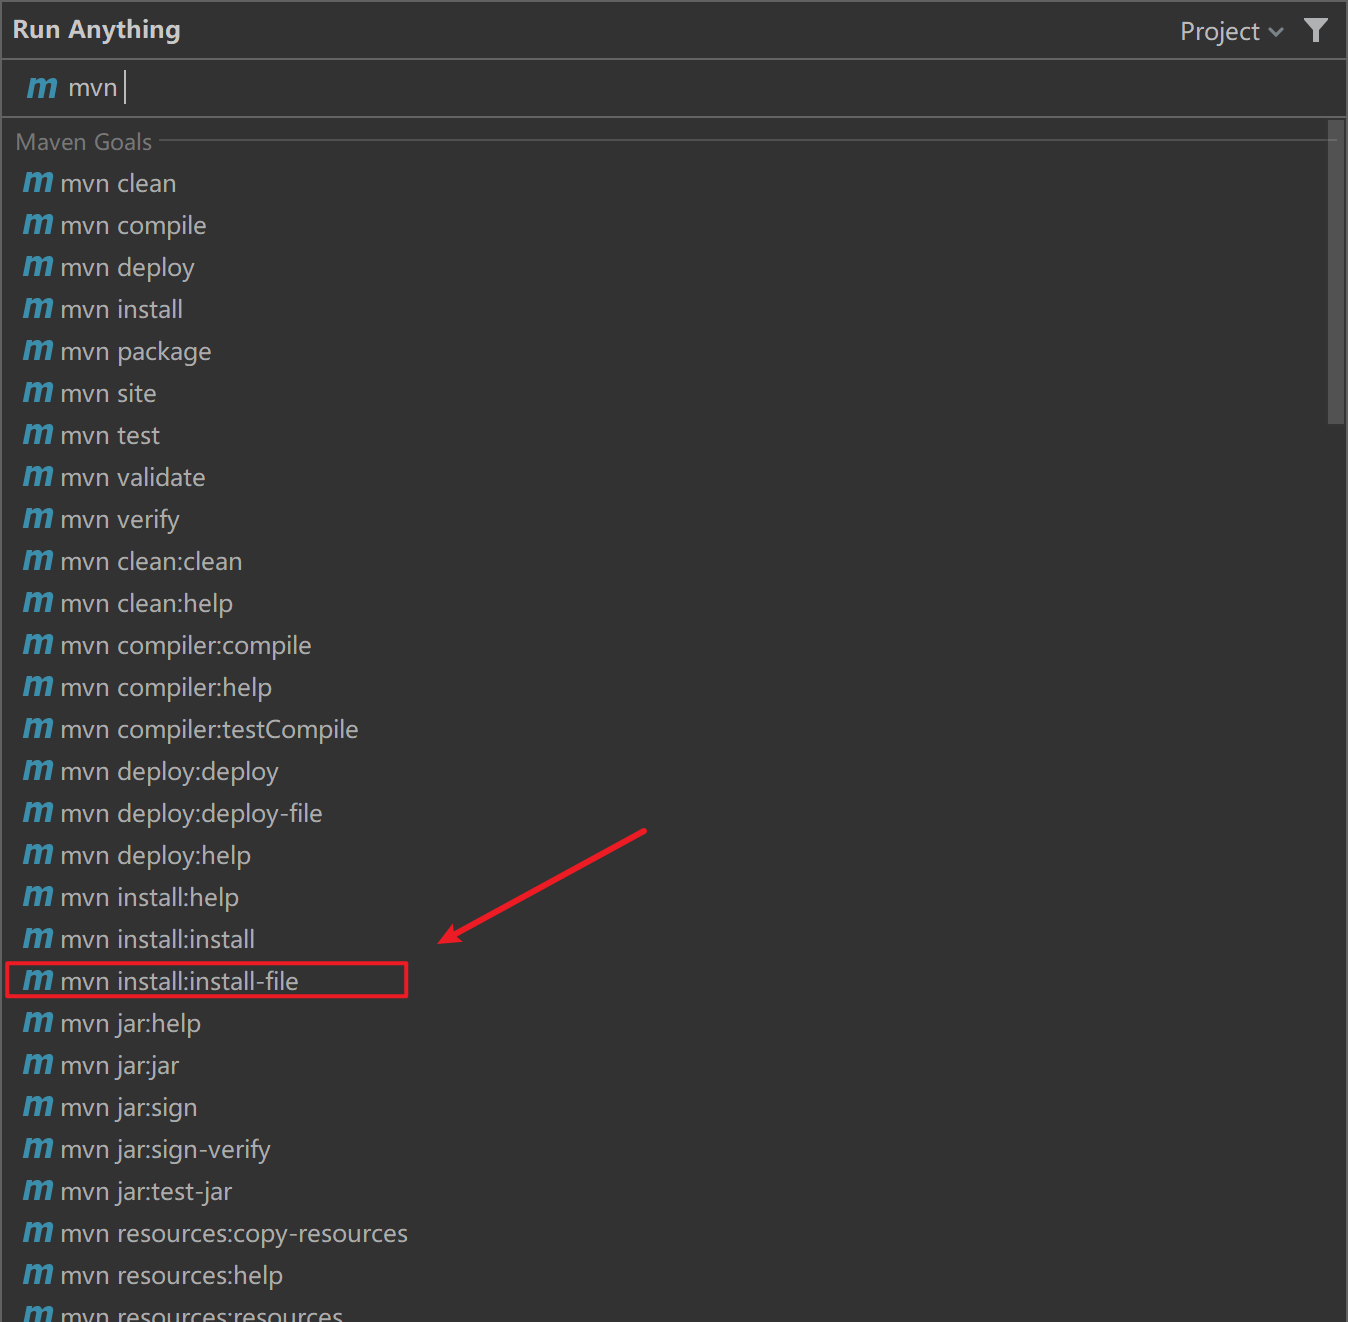 Run Anything
Project
m mvn
Maven Goals
m mvn clean
m mvn compile
m mvn deploy
m mvn install
m mvn package
m mvn site
m mvn test
m mvn validate
m mvn verify
m mvn clean:clean
m mvn clean:help
m mvn compiler:compile
m mvn compiler:help
m mvn compiler:testCompile
m mvn deploy:deploy
m mvn deploy:deploy-file
m mvn deploy:help
m mvn install:help
m mvn install:install
m mvn install:install-file
m mvn jar:help
m mvn jar:jar
m mvn jar:sign
m mvn jar:sign-verify
m mvn jar:test-jar
m mvn resources:copy-resources
m mvn resources:help
m mvn resources:resources